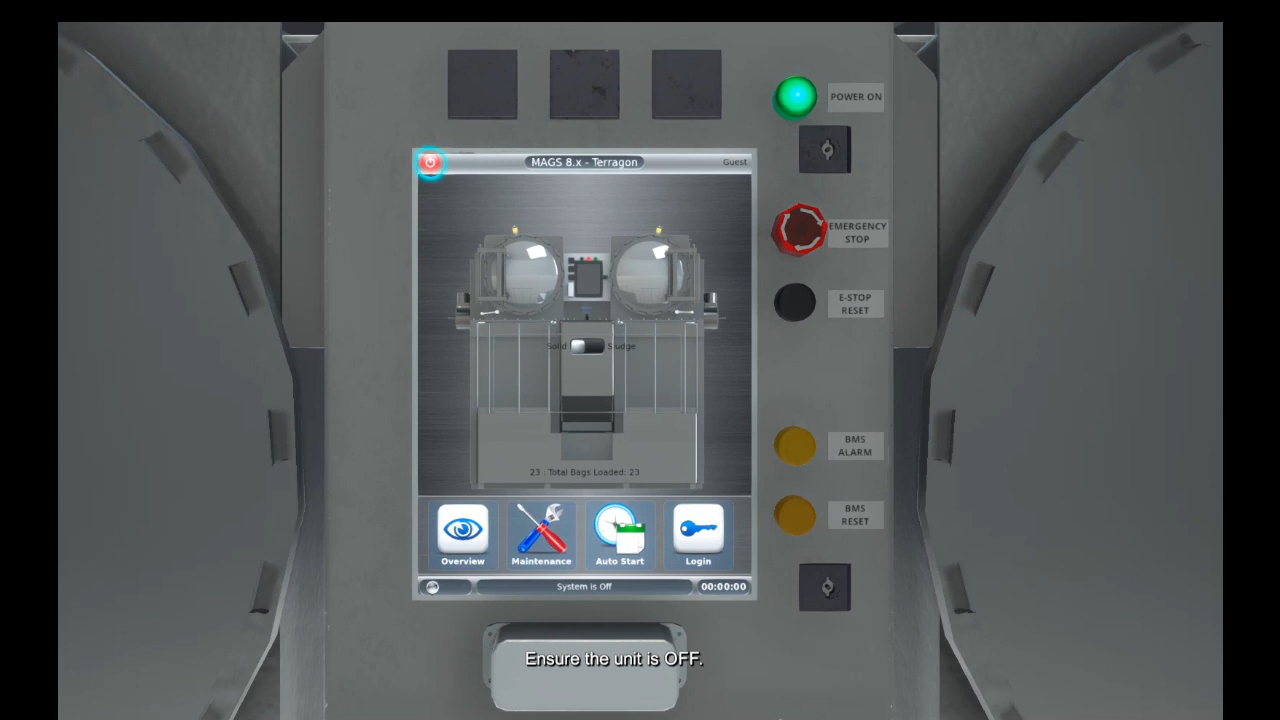 POWER ON
MAGS 8.x - Terragon
Guest
EMERGENCY
STOP
E-STOP
RESET
Solid
Sludge
BMS
ALARM
23 : Total Bags Loaded: 23
BMS
RESET
Overview
Maintenance
Auto Start
Login
System is Off
00:00:00
Ensure the unit is OFF.